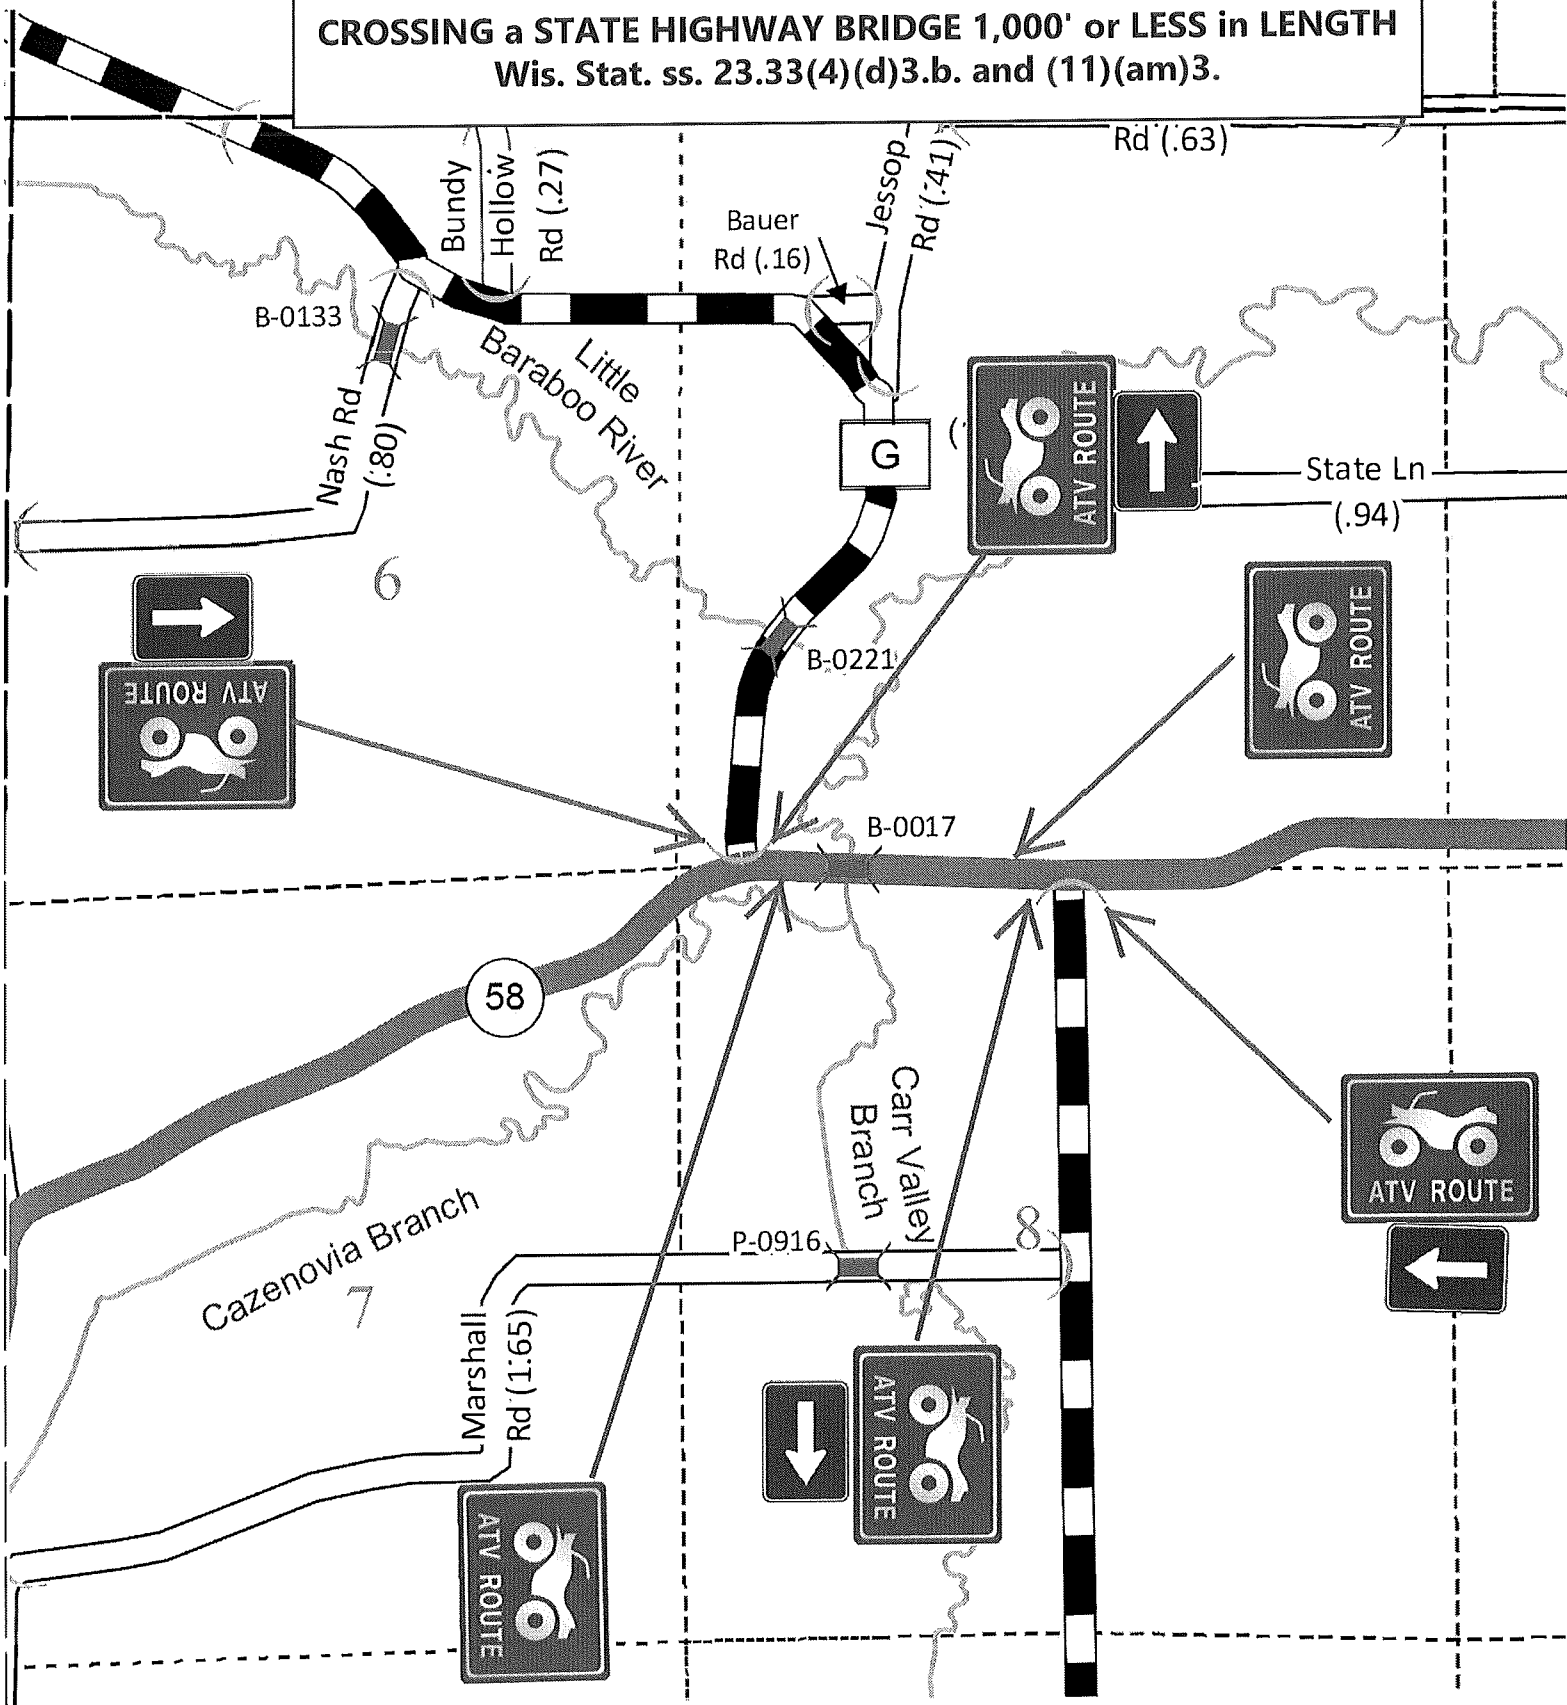 CROSSING a STATE HIGHWAY BRIDGE 1,000' or LESS in LENGTH
Wis. Stat. ss. 23.33(4)(d)3.b. and (11)(am)3.
Rd (.63)
Bundy
Hollow
Rd (.27)
Jessop
Rd (.41)
Bauer
Rd (.16)
B-0133
Little
Baraboo River
Nash Rd
(.80)
G
(
ATV ROUTE
State Ln
(.94)
6
ATV ROUTE
B-0221
ATV ROUTE
B-0017
58
Carr Valley
Branch
ATV ROUTE
Cazenovia Branch
P-0916
8
7
Marshall
Rd (1.65)
ATV ROUTE
ATV ROUTE